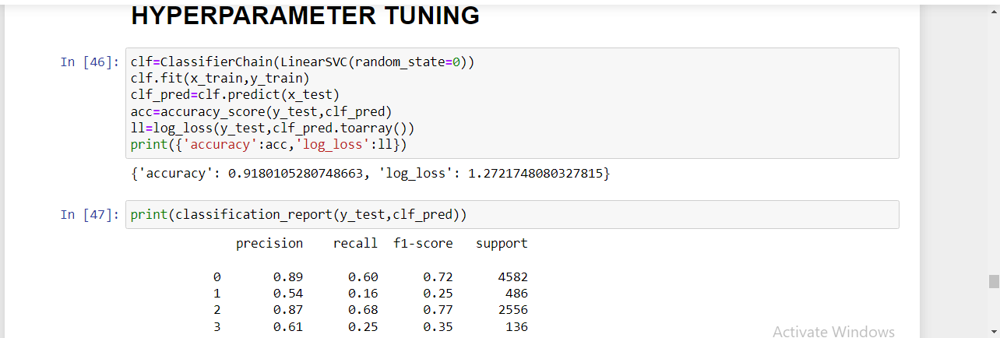 HYPERPARAMETER TUNING
In [46]: clf=ClassifierChain(LinearSVC(random_state=0))
clf.fit(x_train,y_train)
clf_pred=clf.predict(x_test)
acc=accuracy_score(y_test,clf_pred)
ll=log_loss(y_test,clf_pred.toarray())
print({'accuracy':acc,'log_loss':ll})
{'accuracy': 0.9180105280748663, 'log_loss': 1.2721748080327815}
In [47]: print(classification_report(y_test,clf_pred))
precision recall f1-score support
0 0.89 0.60 0.72 4582
1 0.54 0.16 0.25 486
2 0.87 0.68 0.77 2556
3 0.61 0.25 0.35 136
Activate Windows